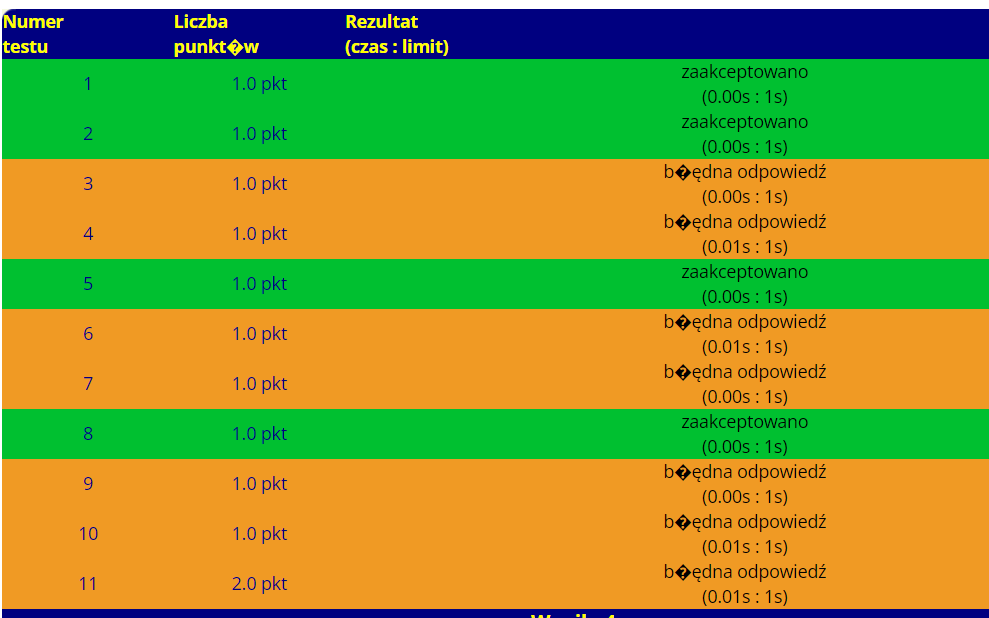 Numer testu
Liczba punkt�w
Rezultat (czas : limit)
1 1.0 pkt zaakceptowano
(0.00s : 1s)
2 1.0 pkt zaakceptowano
(0.00s : 1s)
3 1.0 pkt b�ędna odpowiedź
(0.00s : 1s)
4 1.0 pkt b�ędna odpowiedź
(0.01s : 1s)
5 1.0 pkt zaakceptowano
(0.00s : 1s)
6 1.0 pkt b�ędna odpowiedź
(0.01s : 1s)
7 1.0 pkt b�ędna odpowiedź
(0.00s : 1s)
8 1.0 pkt zaakceptowano
(0.00s : 1s)
9 1.0 pkt b�ędna odpowiedź
(0.00s : 1s)
10 1.0 pkt b�ędna odpowiedź
(0.01s : 1s)
11 2.0 pkt b�ędna odpowiedź
(0.01s : 1s)